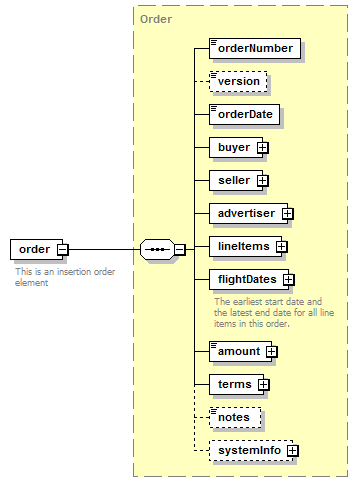 Order
orderNumber
version
orderDate
buyer
seller
advertiser
lineItems
order
This is an insertion order
element
flightDates
The earliest start date and
the latest end date for all line
items in this order.
amount
terms
notes
systemInfo